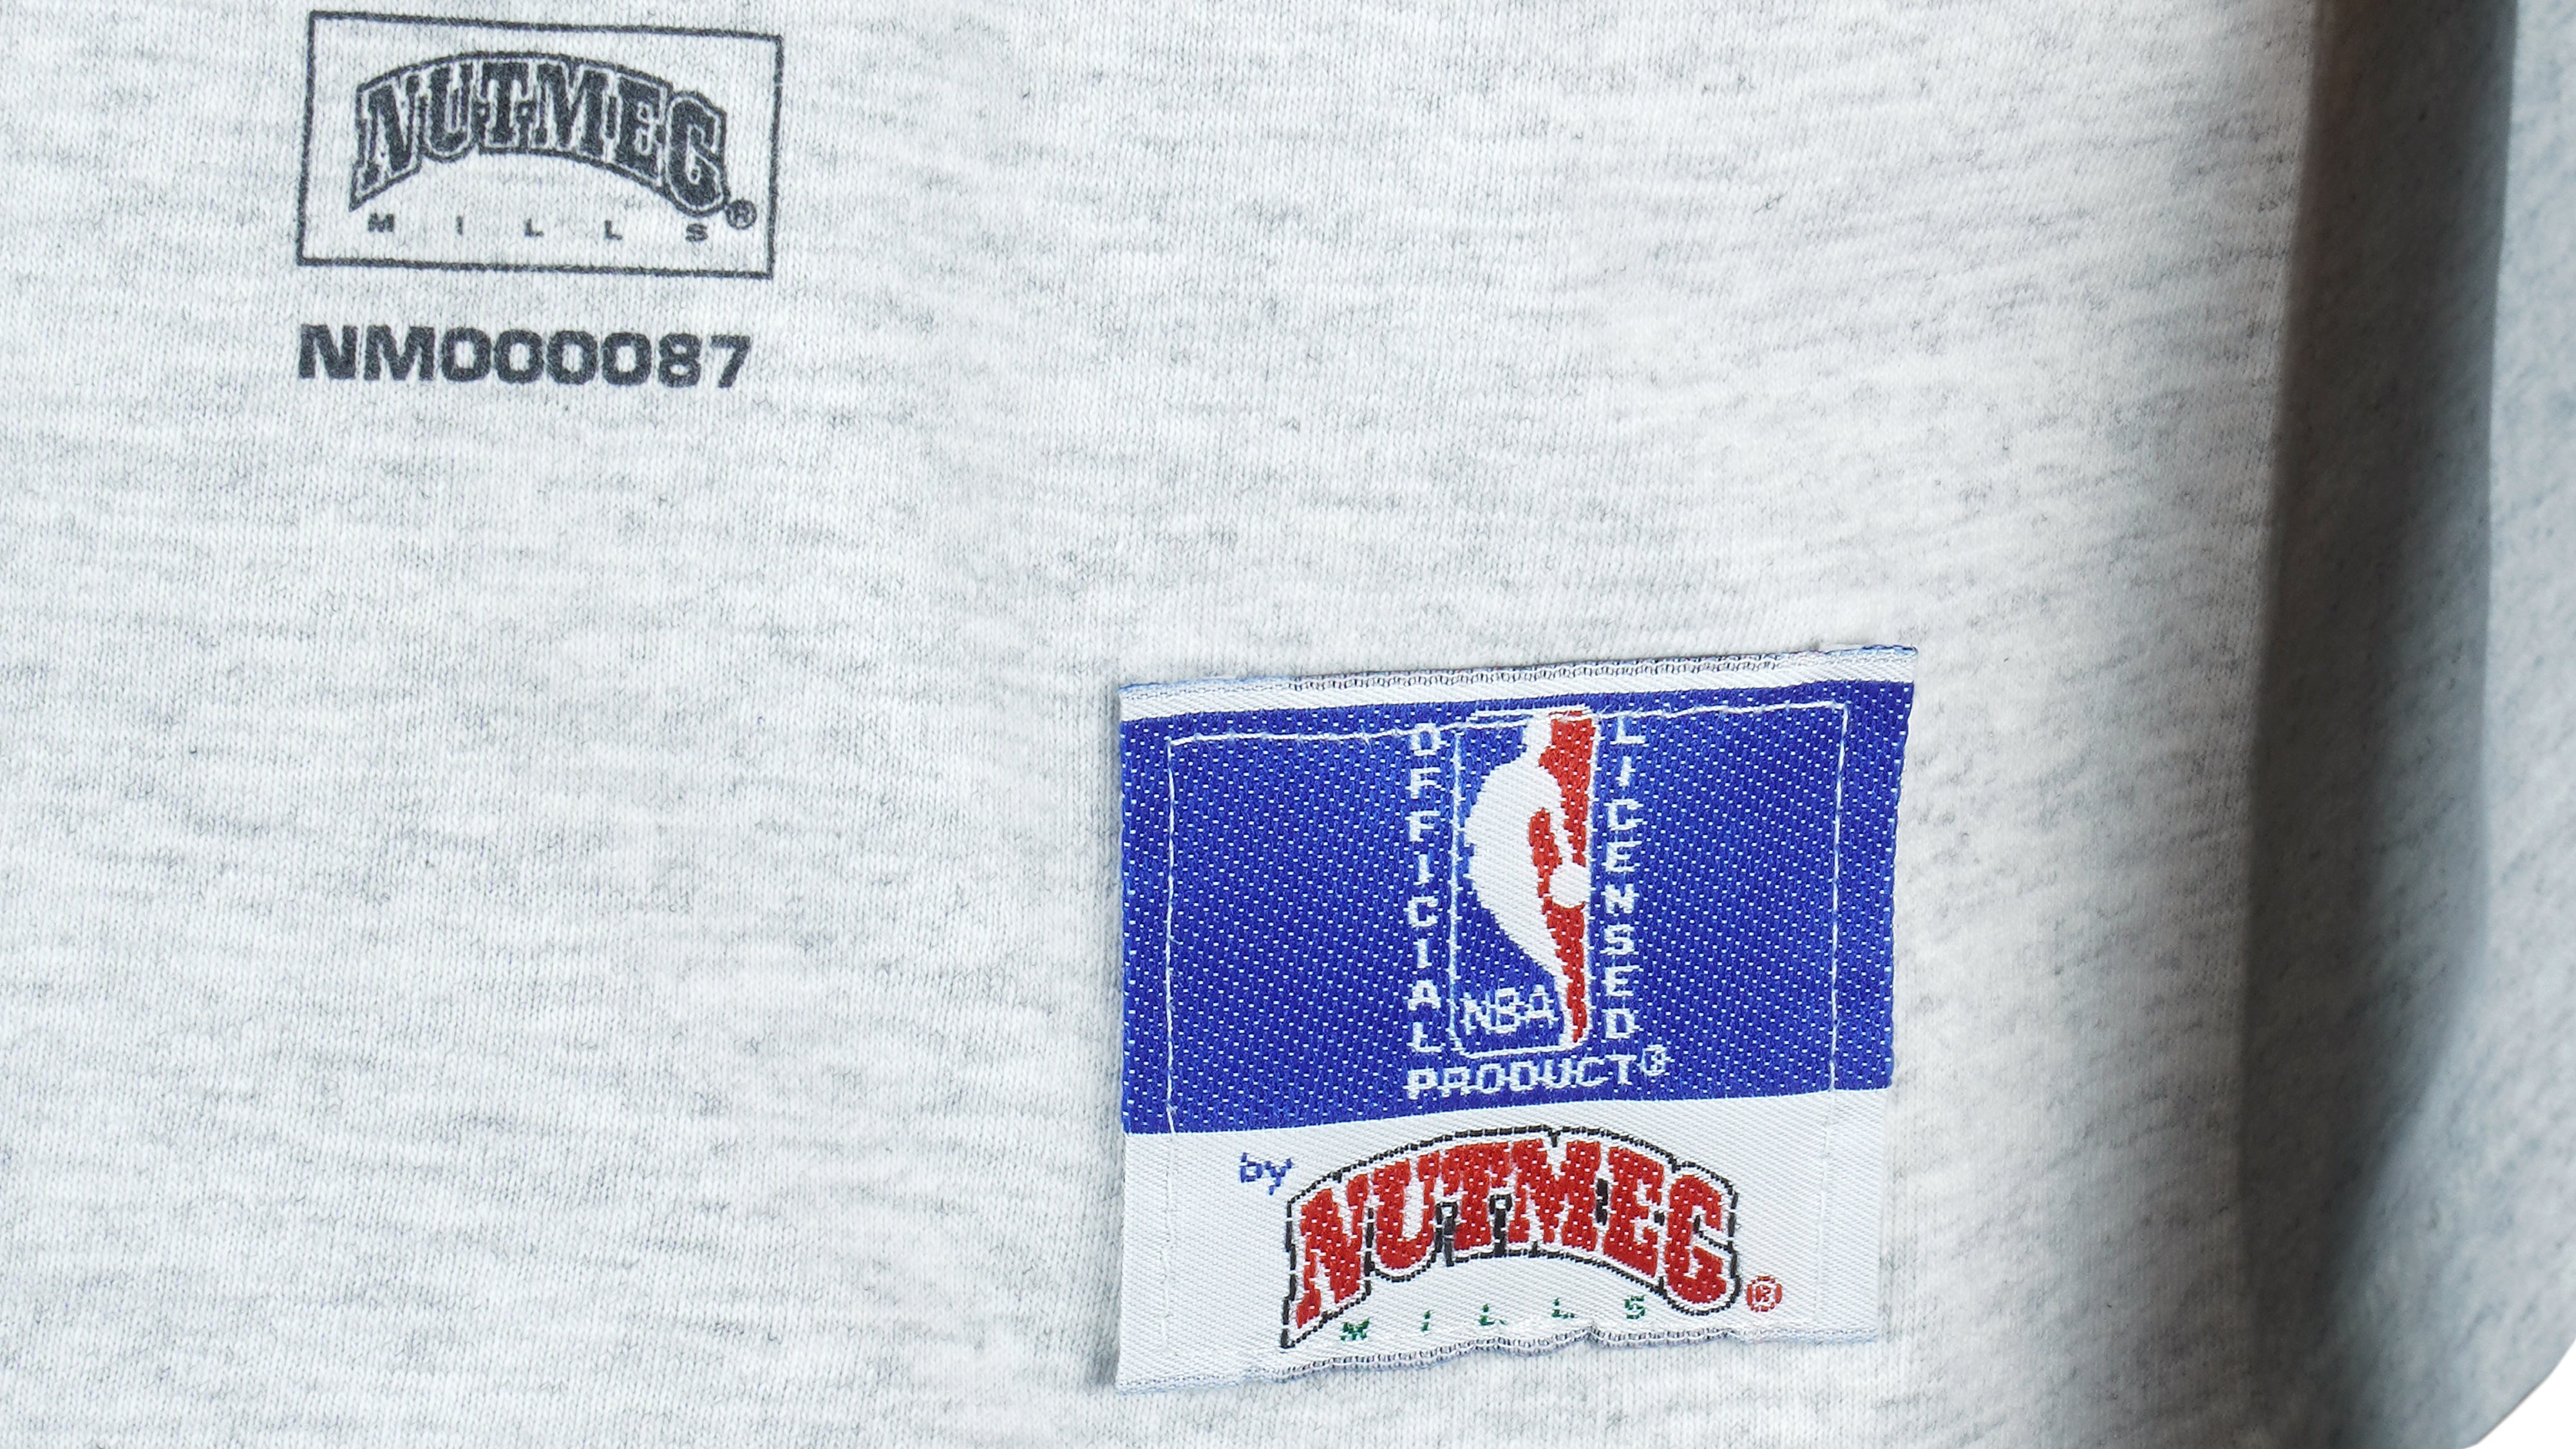 NUTMEG
MILLS®
NM000087
OFFICIAL
LICENSED
NBA
PRODUCT®
by NUTMEG®
MILLS